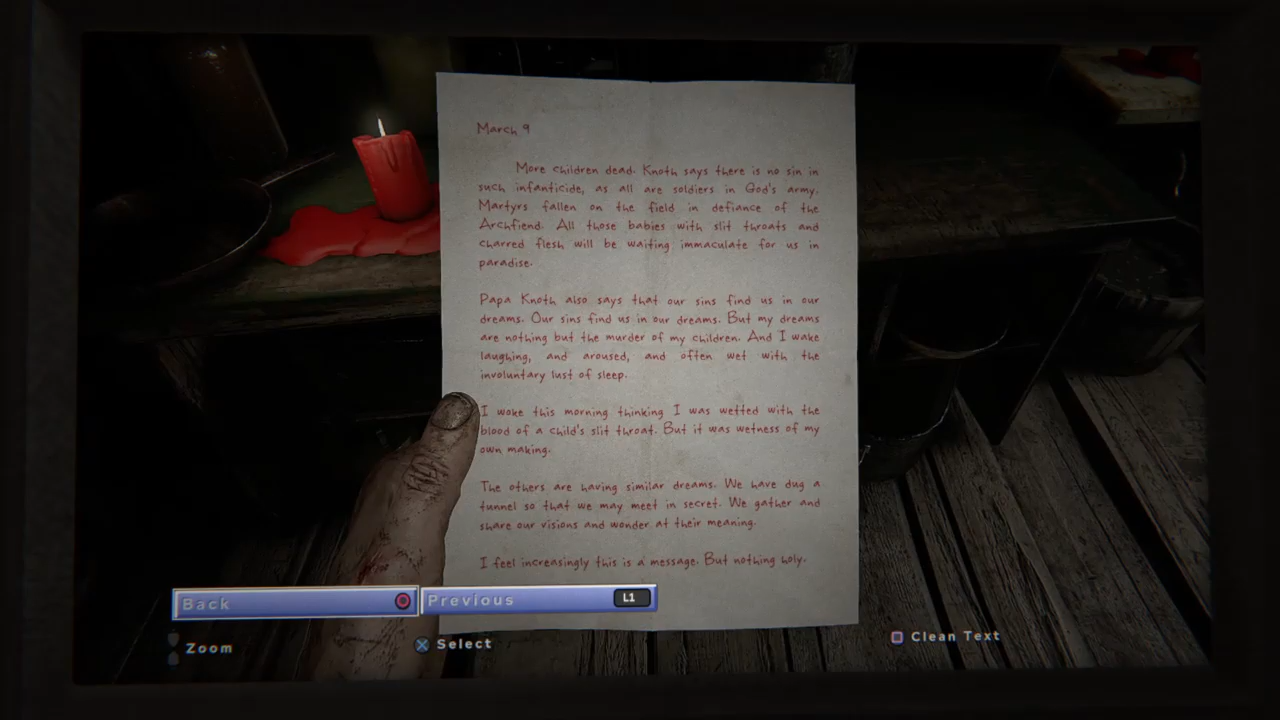 March 9
More children dead. Knoth says there is no sin in
such infanticide, as all are soldiers in God's army.
Martyrs fallen on the field in defiance of the
Archfiend. All those babies with slit throats and
charred flesh will be waiting immaculate for us in
paradise.
Papa Knoth also says that our sins find us in our
dreams. Our sins find us in our dreams. But my dreams
are nothing but the murder of my children. And I wake
laughing, and aroused, and often wet with the
involuntary lust of sleep.
I woke this morning thinking I was wetted with the
blood of a child's slit throat. But it was wetness of my
own making.
The others are having similar dreams. We have dug a
tunnel so that we may meet in secret. We gather and
share our visions and wonder at their meaning.
I feel increasingly this is a message. But nothing holy.
Back
Previous L1
Zoom
Select
Clean Text